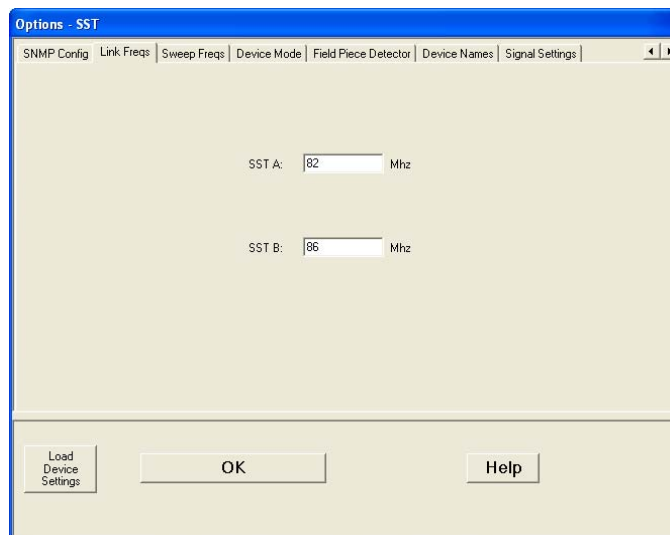 Options - SST
SNMP Config Link Freqs Sweep Freqs Device Mode Field Piece Detector Device Names Signal Settings
SST A: 82 Mhz
SST B: 86 Mhz
Load
Device
Settings
OK
Help